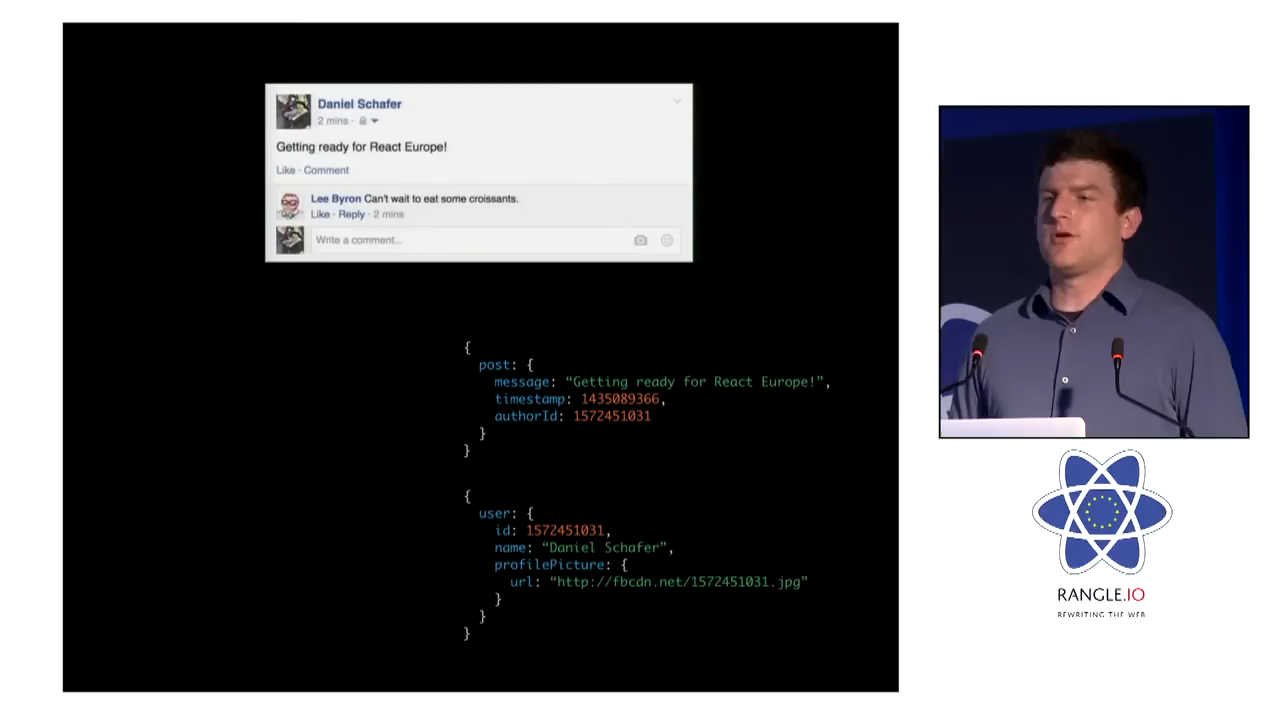 Daniel Schafer
2 mins ·
Getting ready for React Europe!
Like · Comment
Lee Byron Can't wait to eat some croissants.
Like · Reply · 2 mins
Write a comment...
{
post: {
message: “Getting ready for React Europe!”,
timestamp: 1435089366,
authorId: 1572451031
}
}
{
user: {
id: 1572451031,
name: “Daniel Schafer”,
profilePicture: {
url: “http://fbcdn.net/1572451031.jpg”
}
}
}
RANGLE.IO
REWRITING THE WEB